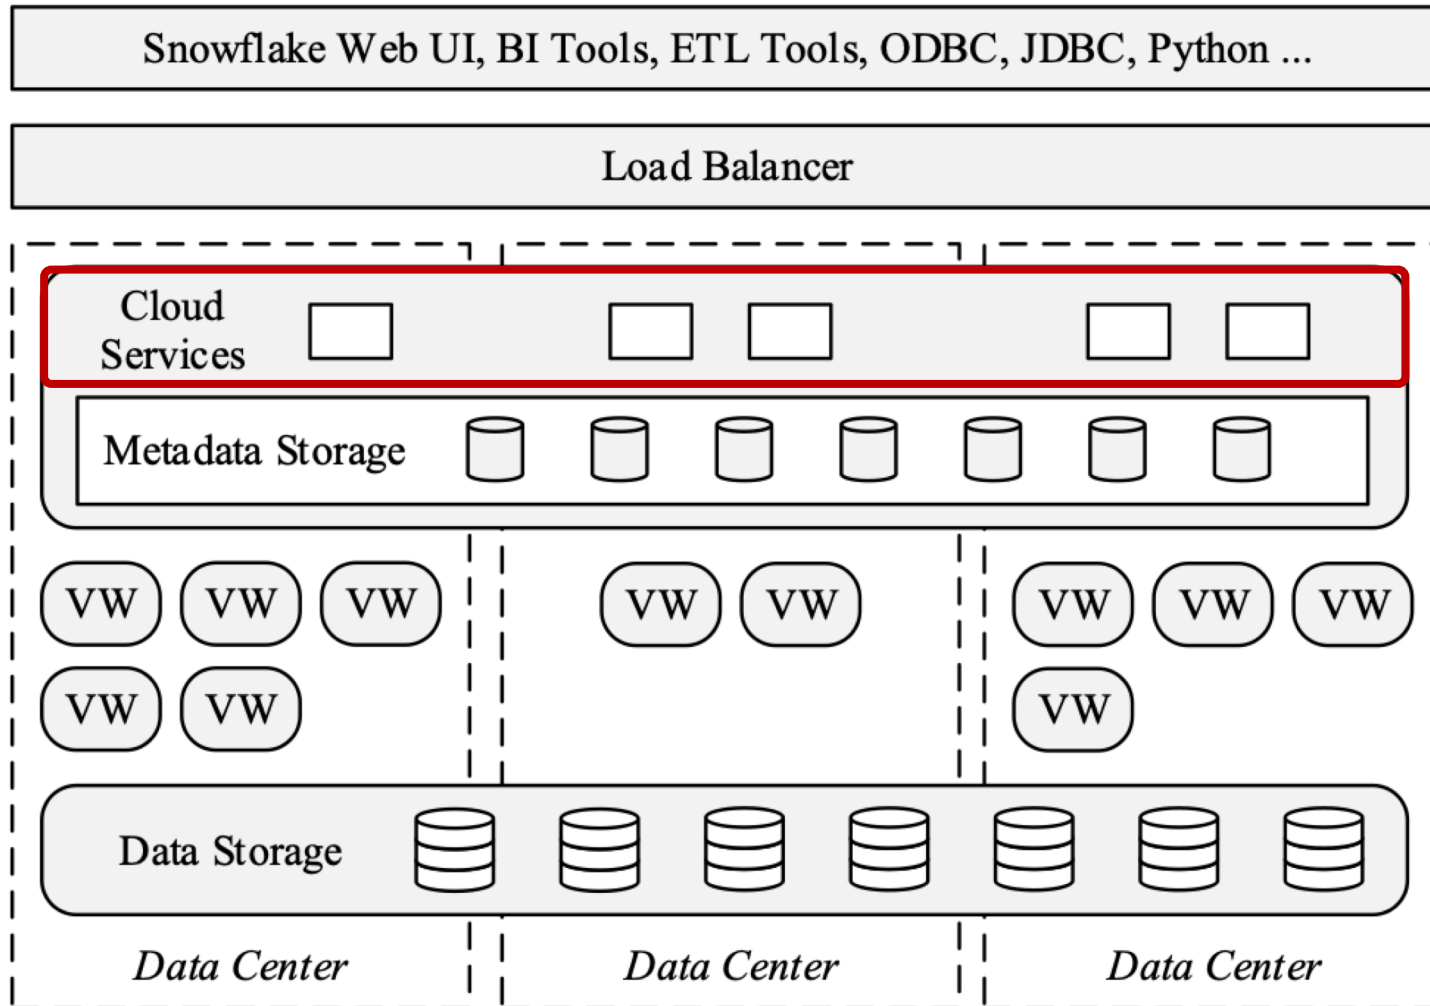 Snowflake Web UI, BI Tools, ETL Tools, ODBC, JDBC, Python ...
Load Balancer
Cloud
Services
Metadata Storage
VW VW VW VW VW VW VW VW
VW VW VW
Data Storage
Data Center Data Center Data Center